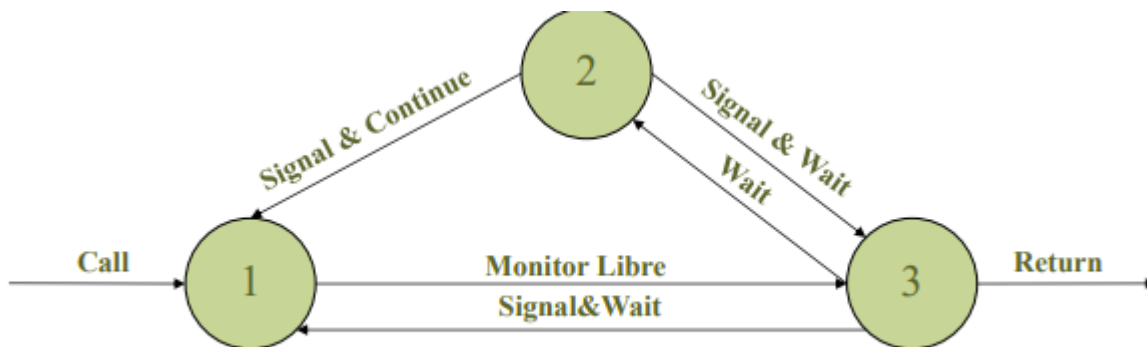 2
Signal & Continue
Signal & Wait
Wait
Call
1
Monitor Libre
Signal&Wait
3
Return